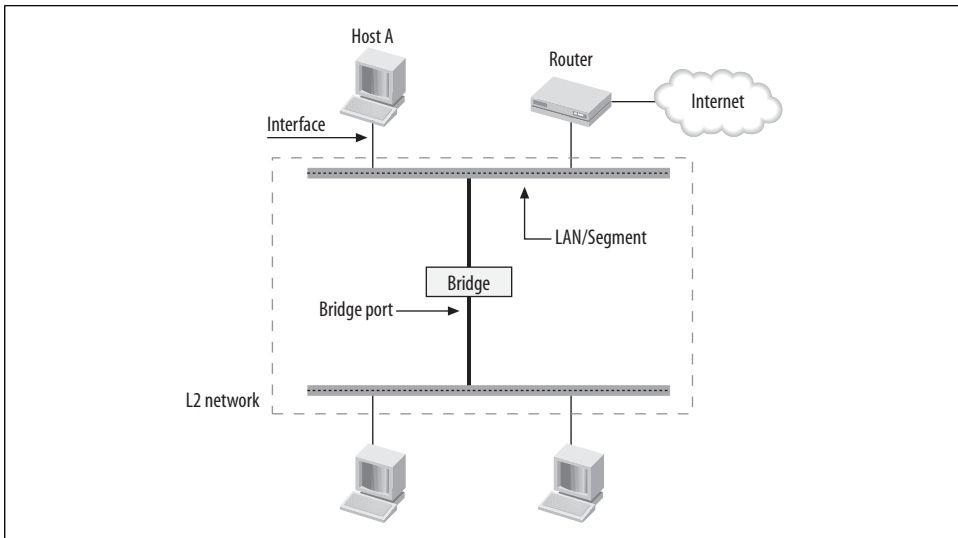 Host A
Router
Internet
Interface
LAN/Segment
Bridge
Bridge port
L2 network